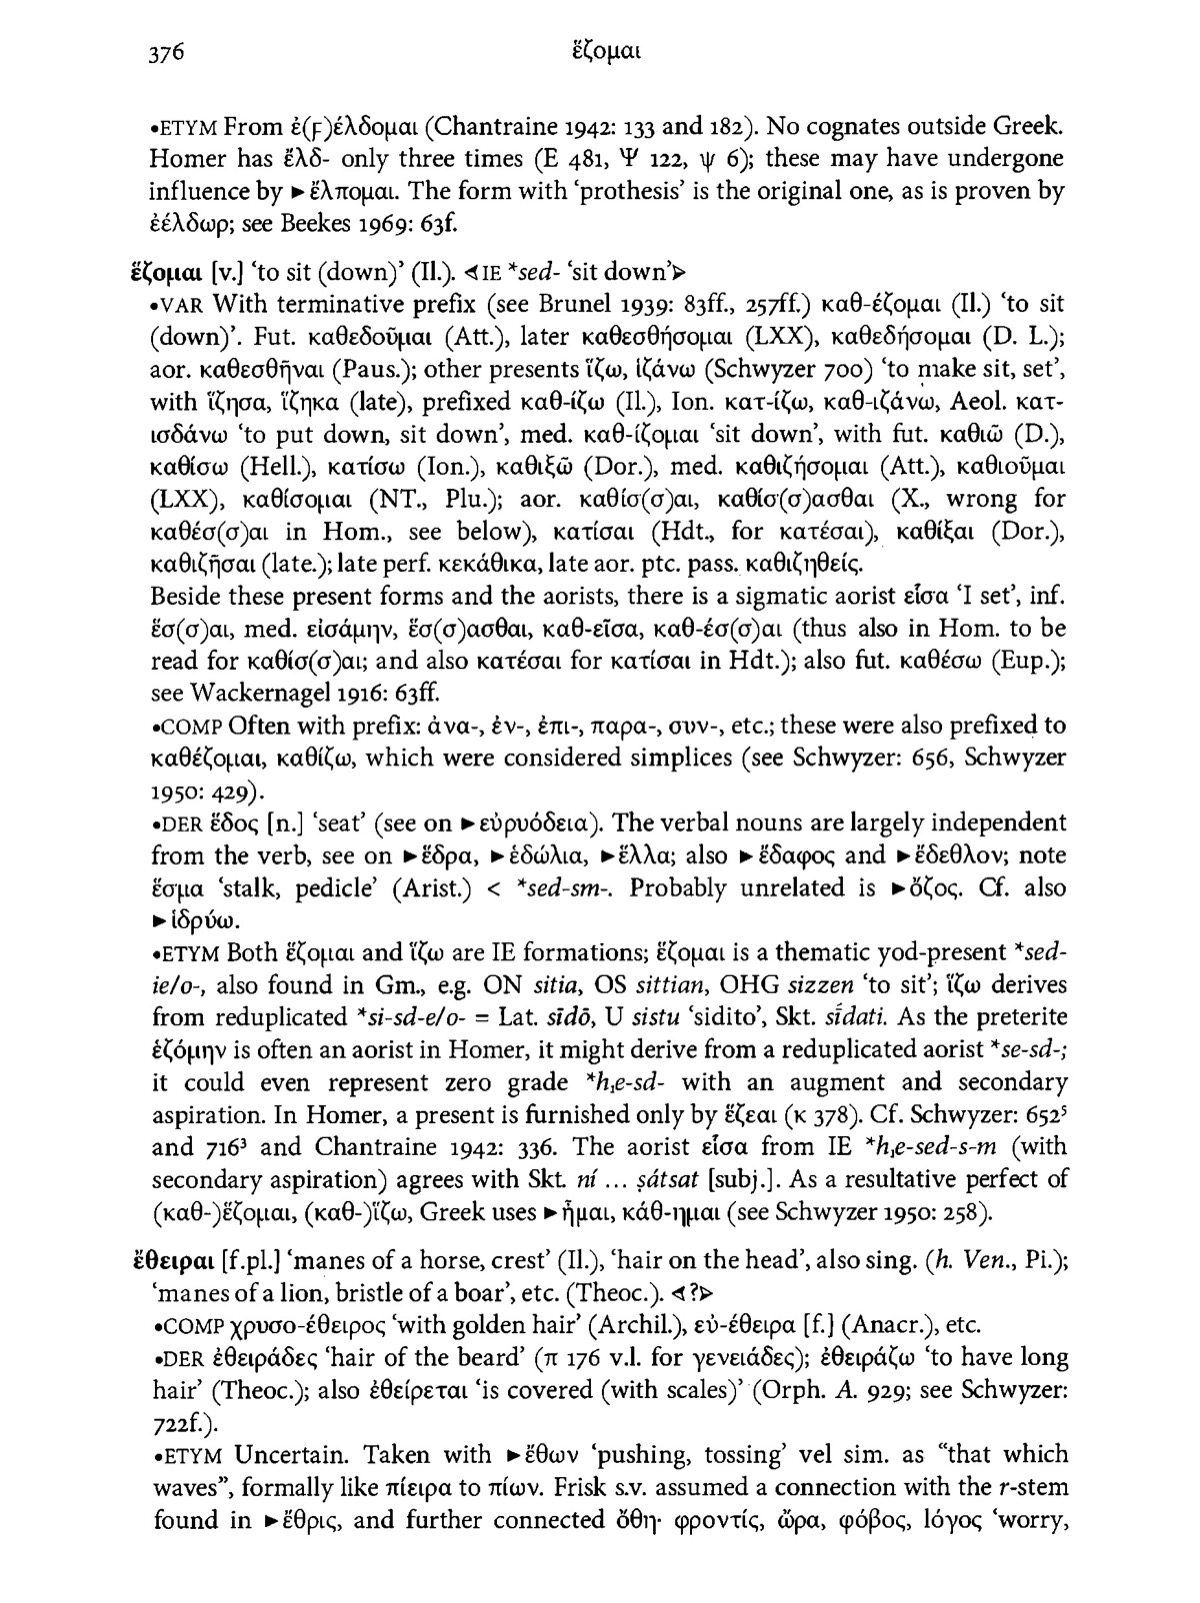 376 ἕζομαι
•ETYM From ἐ(ϝ)έλδομαι (Chantraine 1942: 133 and 182). No cognates outside Greek.
Homer has ἔλδ- only three times (Ε 481, Ψ 122, ψ 6); these may have undergone
influence by ►ἔλπομαι. The form with ‘prothesis’ is the original one, as is proven by
ἐέλδωρ; see Beekes 1969: 63f.
ἕζομαι [v.] ‘to sit (down)’ (Il.). ⊲IE *sed- ‘sit down’⊳
•VAR With terminative prefix (see Brunel 1939: 83ff., 257ff.) καθ-έζομαι (Il.) ‘to sit
(down)’. Fut. καθεδοῦμαι (Att.), later καθεσθήσομαι (LXX), καθεδήσομαι (D. L.);
aor. καθεσθῆναι (Paus.); other presents ἵζω, ἱζάνω (Schwyzer 700) ‘to make sit, set’,
with ἵζησα, ἵζηκα (late), prefixed καθ-ίζω (Il.), Ion. κατ-ίζω, καθ-ιζάνω, Aeol. κατ-
ισδάνω ‘to put down, sit down’, med. καθ-ίζομαι ‘sit down’, with fut. καθιῶ (D.),
καθίσω (Hell.), κατίσω (Ion.), καθιξῶ (Dor.), med. καθιζήσομαι (Att.), καθιοῦμαι
(LXX), καθίσομαι (NT., Plu.); aor. καθίσ(σ)αι, καθίσ(σ)ασθαι (X., wrong for
καθέσ(σ)αι in Hom., see below), κατίσαι (Hdt., for κατέσαι), καθίξαι (Dor.),
καθιζῆσαι (late.); late perf. κεκάθικα, late aor. ptc. pass. καθιζηθείς.
Beside these present forms and the aorists, there is a sigmatic aorist εἷσα ‘I set’, inf.
ἕσ(σ)αι, med. εἱσάμην, ἕσ(σ)ασθαι, καθ-εῖσα, καθ-έσ(σ)αι (thus also in Hom. to be
read for καθίσ(σ)αι; and also κατέσαι for κατίσαι in Hdt.); also fut. καθέσω (Eup.);
see Wackernagel 1916: 63ff.
•COMP Often with prefix: ἀνα-, ἐν-, ἐπι-, παρα-, συν-, etc.; these were also prefixed to
καθέζομαι, καθίζω, which were considered simplices (see Schwyzer: 656, Schwyzer
1950: 429).
•DER ἕδος [n.] ‘seat’ (see on ►εὐρυόδεια). The verbal nouns are largely independent
from the verb, see on ►ἕδρα, ►ἑδώλια, ►ἕλλα; also ►ἔδαφος and ►ἔδεθλον; note
ἕσμα ‘stalk, pedicle’ (Arist.) < *sed-sm-. Probably unrelated is ►ὄζος. Cf. also
►ἱδρύω.
•ETYM Both ἕζομαι and ἵζω are IE formations; ἕζομαι is a thematic yod-present *sed-
ie/o-, also found in Gm., e.g. ON sitia, OS sittian, OHG sizzen ‘to sit’; ἵζω derives
from reduplicated *si-sd-e/o- = Lat. sīdō, U sistu ‘sidito’, Skt. sī́dati. As the preterite
ἑζόμην is often an aorist in Homer, it might derive from a reduplicated aorist *se-sd-;
it could even represent zero grade *h₁e-sd- with an augment and secondary
aspiration. In Homer, a present is furnished only by ἕζεαι (κ 378). Cf. Schwyzer: 652⁵
and 716³ and Chantraine 1942: 336. The aorist εἷσα from IE *h₁e-sed-s-m (with
secondary aspiration) agrees with Skt. ní ... ṣátsat [subj.]. As a resultative perfect of
(καθ-)ἕζομαι, (καθ-)ἵζω, Greek uses ►ἧμαι, κάθ-ημαι (see Schwyzer 1950: 258).
ἔθειραι [f.pl.] ‘manes of a horse, crest’ (Il.), ‘hair on the head’, also sing. (h. Ven., Pi.);
‘manes of a lion, bristle of a boar’, etc. (Theoc.). ⊲?⊳
•COMP χρυσο-έθειρος ‘with golden hair’ (Archil.), εὐ-έθειρα [f.] (Anacr.), etc.
•DER ἐθειράδες ‘hair of the beard’ (π 176 v.l. for γενειάδες); ἐθειράζω ‘to have long
hair’ (Theoc.); also ἐθείρεται ‘is covered (with scales)’ (Orph. A. 929; see Schwyzer:
722f.).
•ETYM Uncertain. Taken with ►ἔθων ‘pushing, tossing’ vel sim. as “that which
waves”, formally like πίειρα to πίων. Frisk s.v. assumed a connection with the r-stem
found in ►ἔθρις, and further connected ὄθη· φροντίς, ὤρα, φόβος, λόγος ‘worry,